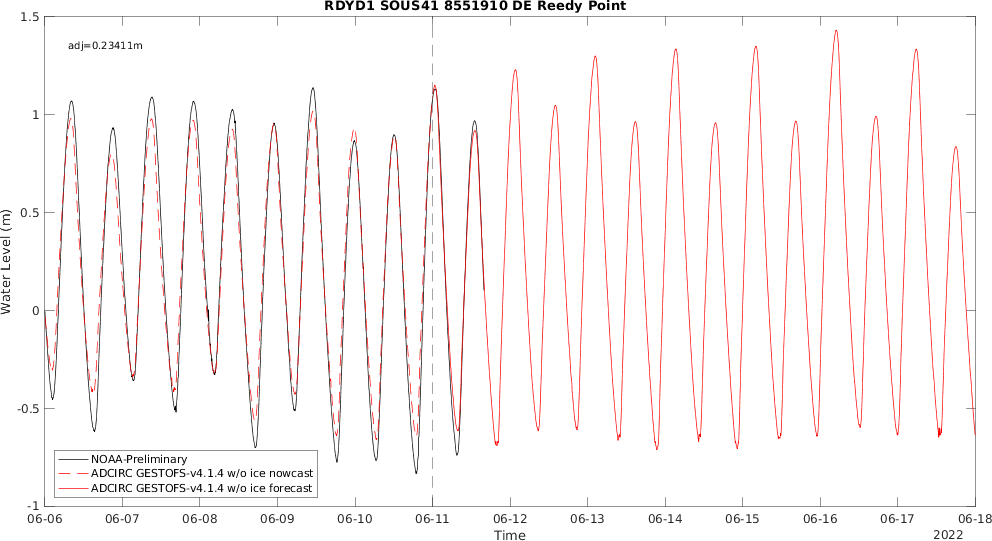 RDYD1 SOUS41 8551910 DE Reedy Point
adj=0.23411m
1.5
1
0.5
0
-0.5
-1
Water Level (m)
NOAA-Preliminary
ADCIRC GESTOFS-v4.1.4 w/o ice nowcast
ADCIRC GESTOFS-v4.1.4 w/o ice forecast
06-06 06-07 06-08 06-09 06-10 06-11 06-12 06-13 06-14 06-15 06-16 06-17 06-18
Time
2022